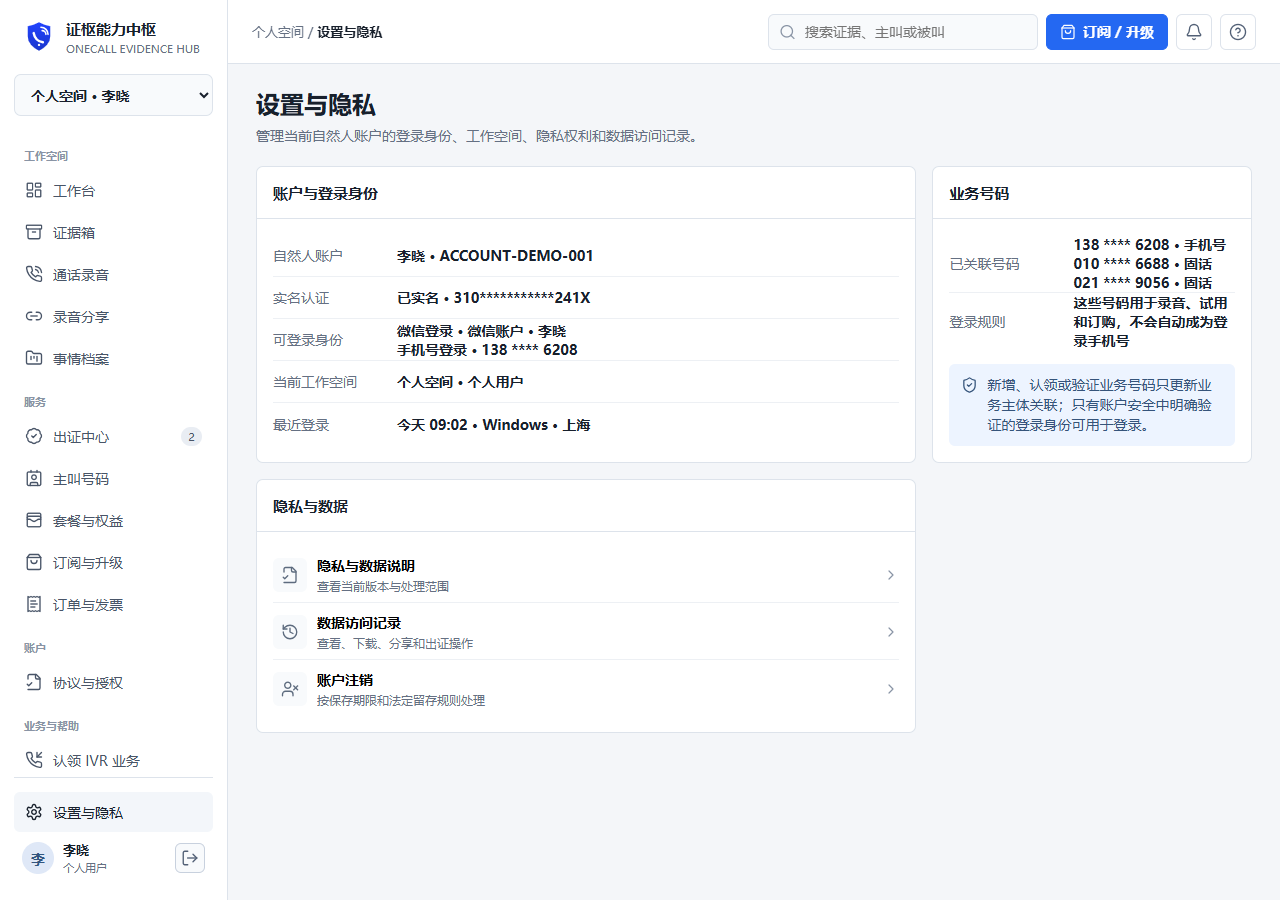 证枢能力中枢
ONECALL EVIDENCE HUB
个人空间 • 李晓
工作空间
工作台
证据箱
通话录音
录音分享
事情档案
服务
出证中心
2
主叫号码
套餐与权益
订阅与升级
订单与发票
账户
协议与授权
业务与帮助
认领 IVR 业务
设置与隐私
李
李晓
个人用户
个人空间 / 设置与隐私
搜索证据、主叫或被叫
订阅 / 升级
设置与隐私
管理当前自然人账户的登录身份、工作空间、隐私权利和数据访问记录。
账户与登录身份
自然人账户
李晓 • ACCOUNT-DEMO-001
实名认证
已实名 • 310***********241X
可登录身份
微信登录 • 微信账户 • 李晓
手机号登录 • 138 **** 6208
当前工作空间
个人空间 • 个人用户
最近登录
今天 09:02 • Windows • 上海
业务号码
已关联号码
138 **** 6208 • 手机号
010 **** 6688 • 固话
021 **** 9056 • 固话
登录规则
这些号码用于录音、试用
和订购，不会自动成为登
录手机号
新增、认领或验证业务号码只更新业
务主体关联；只有账户安全中明确验
证的登录身份可用于登录。
隐私与数据
隐私与数据说明
查看当前版本与处理范围
数据访问记录
查看、下载、分享和出证操作
账户注销
按保存期限和法定留存规则处理